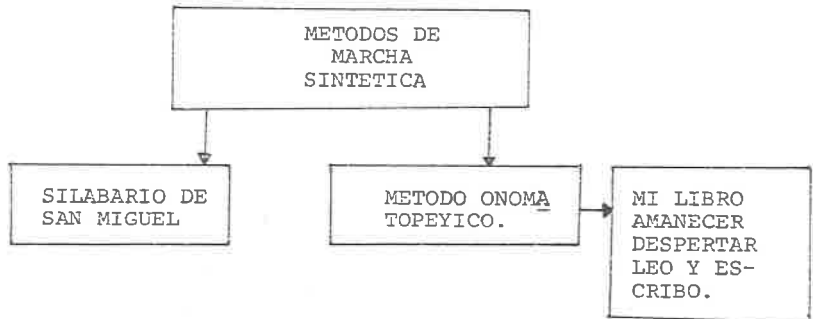 METODOS DE
MARCHA
SINTETICA
SILABARIO DE
SAN MIGUEL
METODO ONOMA
TOPEYICO.
MI LIBRO
AMANECER
DESPERTAR
LEO Y ES-
CRIBO.